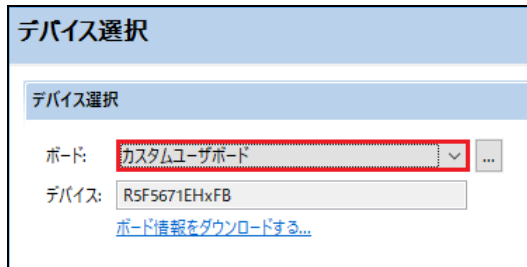 デバイス選択
デバイス選択
ボード: カスタムユーザボード ...
デバイス: R5F5671EHxFB
ボード情報をダウンロードする...